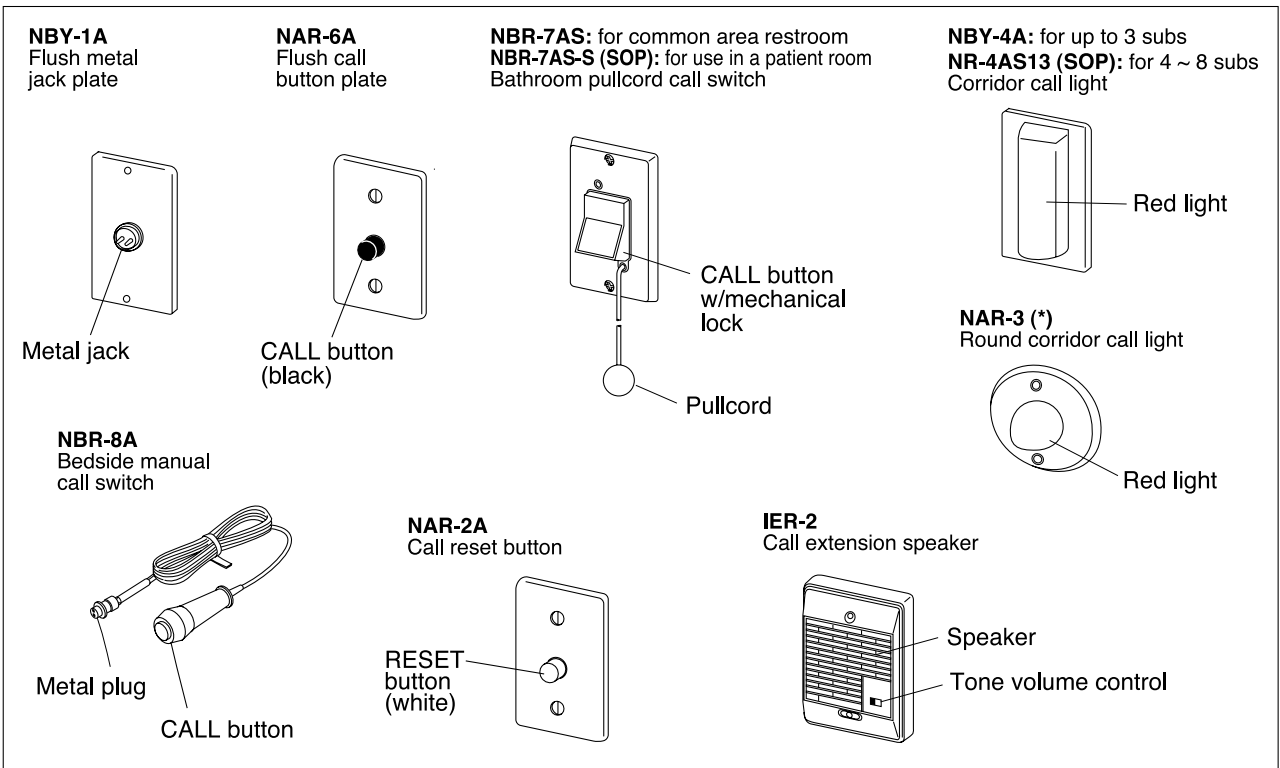 NBY-1A
Flush metal
jack plate
Metal jack
NAR-6A
Flush call
button plate
CALL button
(black)
NBR-7AS: for common area restroom
NBR-7AS-S (SOP): for use in a patient room
Bathroom pullcord call switch
CALL button
w/mechanical
lock
Pullcord
NBY-4A: for up to 3 subs
NR-4AS13 (SOP): for 4 ~ 8 subs
Corridor call light
Red light
NAR-3 (*)
Round corridor call light
Red light
NBR-8A
Bedside manual
call switch
Metal plug
CALL button
NAR-2A
Call reset button
RESET
button
(white)
IER-2
Call extension speaker
Speaker
Tone volume control